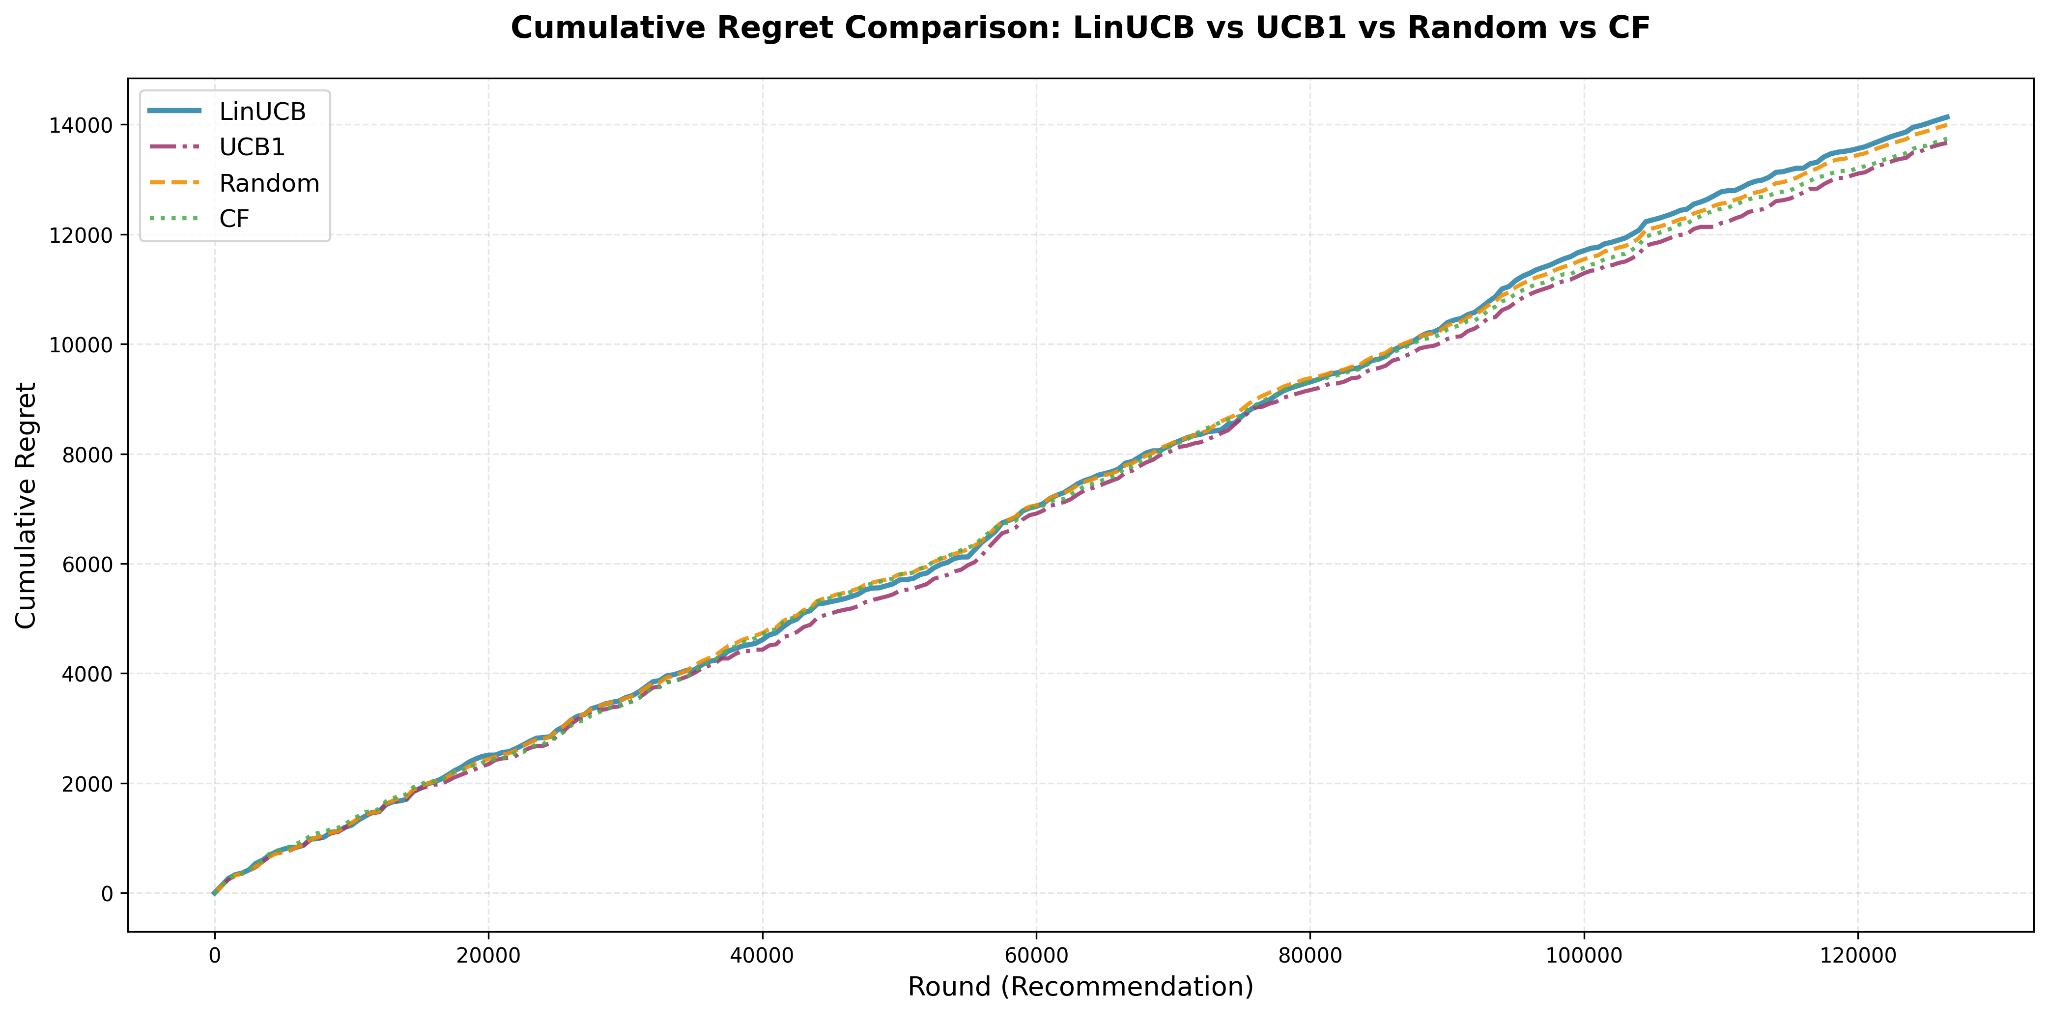 Cumulative Regret Comparison: LinUCB vs UCB1 vs Random vs CF
LinUCB
UCB1
Random
CF
14000
12000
10000
8000
6000
4000
2000
0
Cumulative Regret
0
20000
40000
60000
80000
100000
120000
Round (Recommendation)